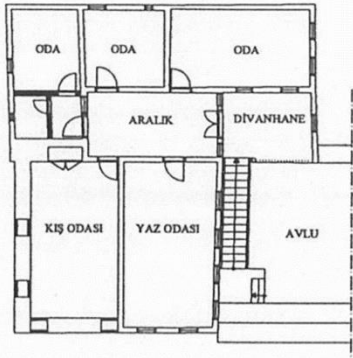 ODA
ODA
ODA
ARALIK
DİVANHANE
KIŞ ODASI
YAZ ODASI
AVLU